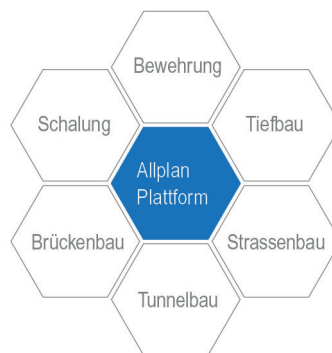 Bewehrung
Schalung
Tiefbau
Allplan
Plattform
Brückenbau
Strassenbau
Tunnelbau